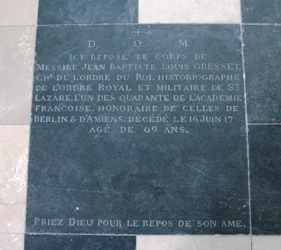 D. O. M.
ICI REPOSE LE CORPS DE
MESSIRE JEAN BAPTISTE LOUIS GRESSET,
CHR. DE L'ORDRE DU ROI, HISTORIOGRAPHE
DE L'ORDRE ROYAL ET MILITAIRE DE ST
LAZARE, L'UN DES QUARANTE DE L'ACADEMIE
FRANCOISE, HONORAIRE DE CELLES DE
BERLIN & D'AMIENS, DÉCÉDÉ LE 16 JUIN 17
AGÉ DE 69 ANS.
PRIEZ DIEU POUR LE REPOS DE SON AME.